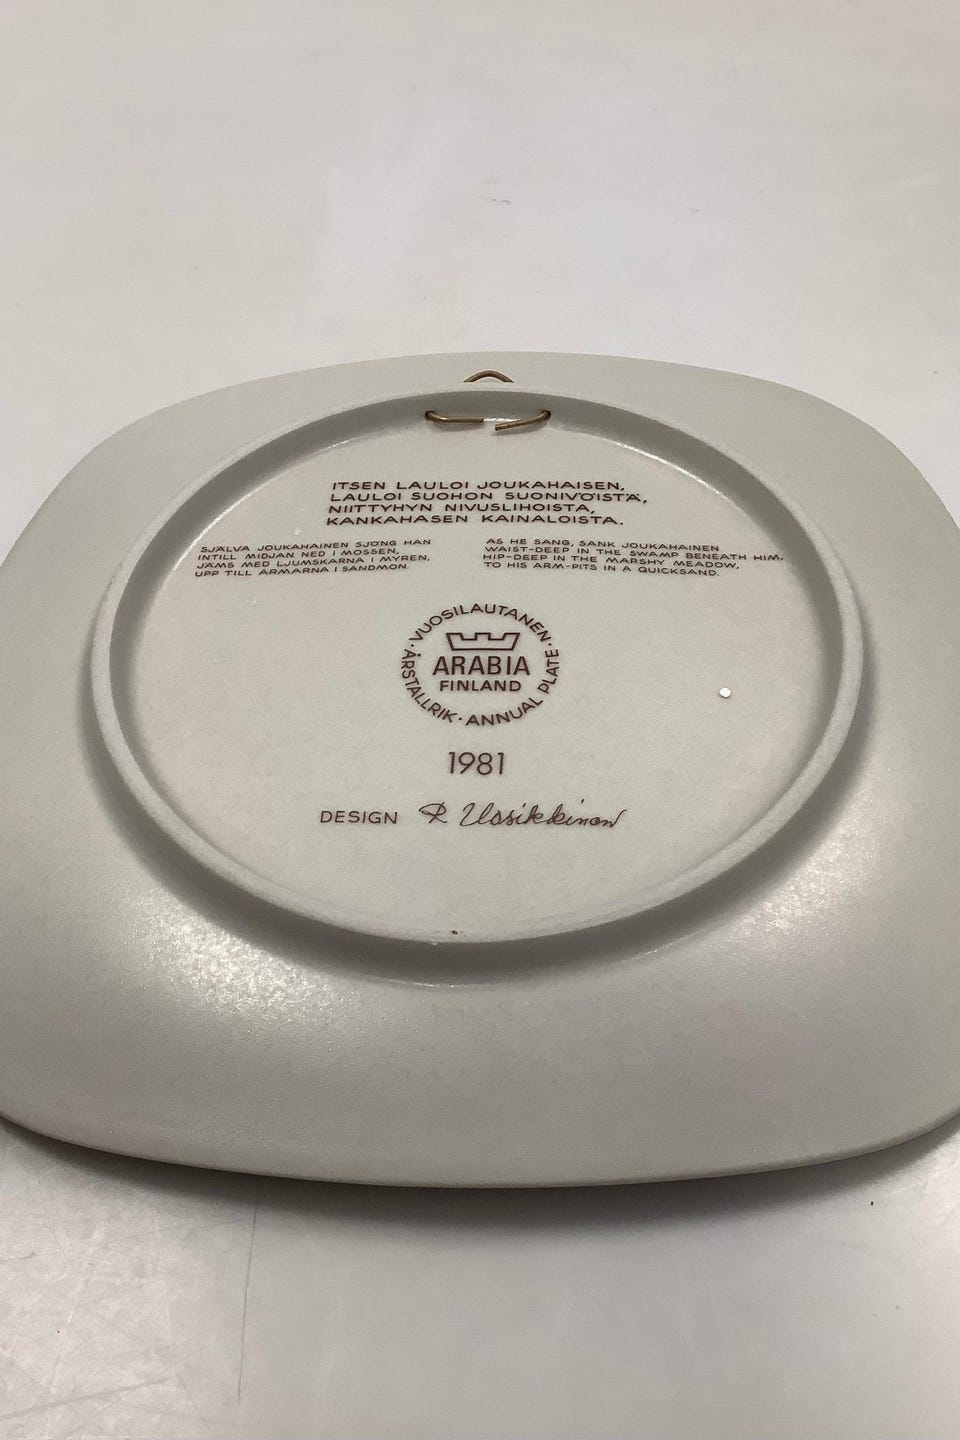 ITSEN LAULOI JOUKAHAISEN,
LAULOI SUOHON SUONIVÖISTÄ,
NIITTYHYN NIVUSLIHOISTA,
KANKAHASEN KAINALOISTA.
SJÄLVA JOUKAHAINEN SJÖNG HAN
INTILL MIDJAN NED I MOSSEN,
JÄMS MED LJUMSKARNA I MYREN,
UPP TILL ARMARNA I SANDMON.
AS HE SANG, SANK JOUKAHAINEN
WAIST-DEEP IN THE SWAMP BENEATH HIM,
HIP-DEEP IN THE MARSHY MEADOW,
TO HIS ARM-PITS IN A QUICKSAND.
VUOSILAUTANEN · ANNUAL PLATE · ÅRSTALLRIK ·
ARABIA
FINLAND
1981
DESIGN R Uosikkinen